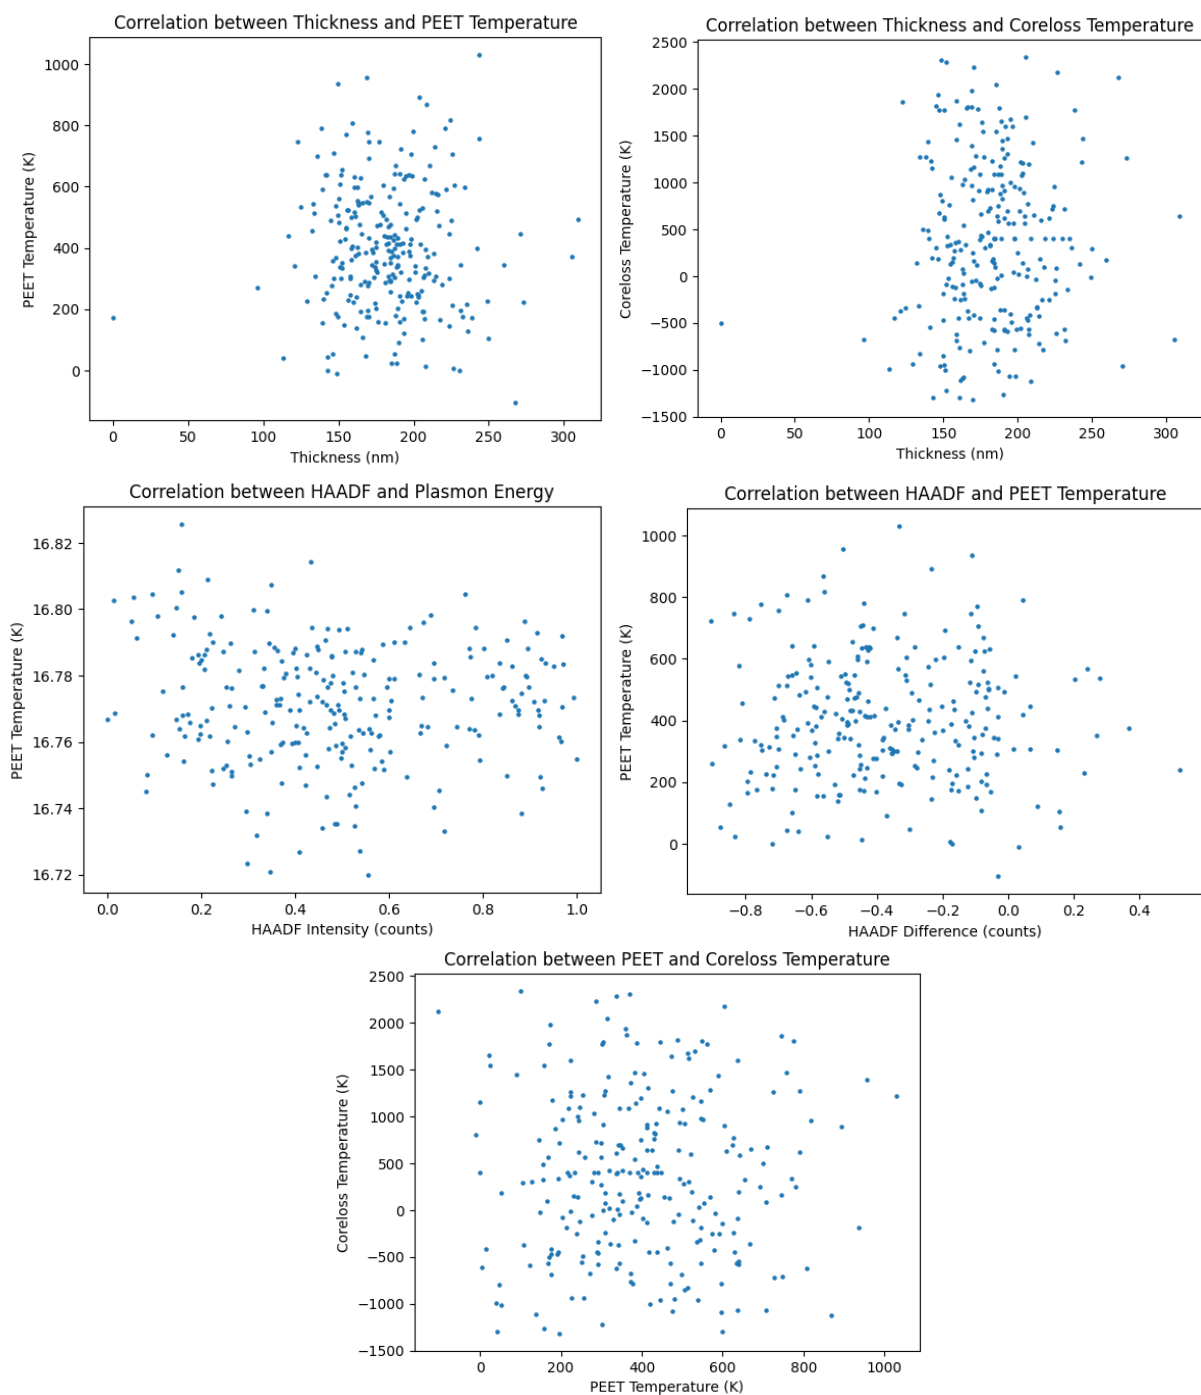 Correlation between Thickness and PEET Temperature
1000
800
600
400
200
0
PEET Temperature (K)
0 50 100 150 200 250 300
Thickness (nm)
Correlation between Thickness and Coreloss Temperature
2500
2000
1500
1000
500
0
−500
−1000
−1500
Coreloss Temperature (K)
0 50 100 150 200 250 300
Thickness (nm)
Correlation between HAADF and Plasmon Energy
16.82
16.80
16.78
16.76
16.74
16.72
PEET Temperature (K)
0.0 0.2 0.4 0.6 0.8 1.0
HAADF Intensity (counts)
Correlation between HAADF and PEET Temperature
1000
800
600
400
200
0
PEET Temperature (K)
−0.8 −0.6 −0.4 −0.2 0.0 0.2 0.4
HAADF Difference (counts)
Correlation between PEET and Coreloss Temperature
2500
2000
1500
1000
500
0
−500
−1000
−1500
Coreloss Temperature (K)
0 200 400 600 800 1000
PEET Temperature (K)